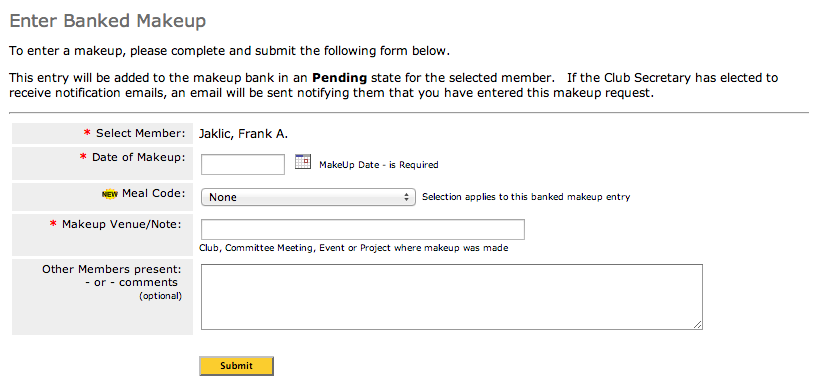 Enter Banked Makeup
To enter a makeup, please complete and submit the following form below.
This entry will be added to the makeup bank in an Pending state for the selected member. If the Club Secretary has elected to
receive notification emails, an email will be sent notifying them that you have entered this makeup request.
* Select Member: Jaklic, Frank A.
* Date of Makeup: MakeUp Date - is Required
NEW Meal Code: None Selection applies to this banked makeup entry
* Makeup Venue/Note:
Club, Committee Meeting, Event or Project where makeup was made
Other Members present:
- or - comments
(optional)
Submit